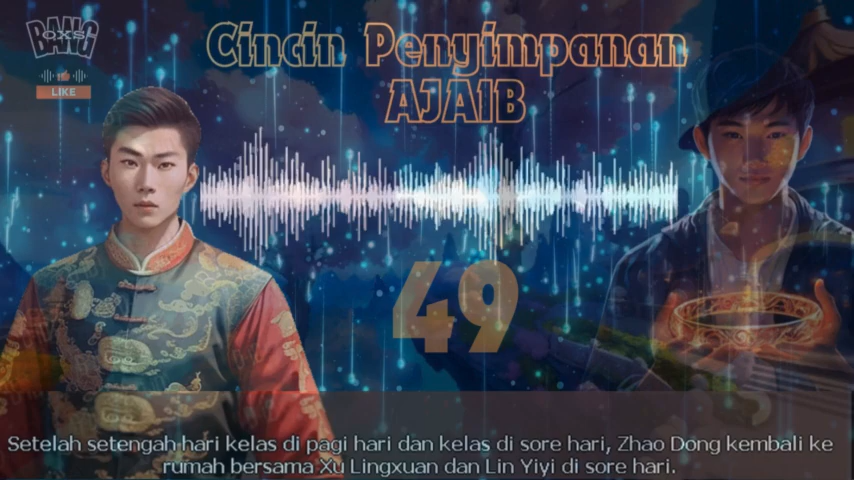 BANG
OXS
LIKE
Cincin Penyimpanan
AJAIB
49
Setelah setengah hari kelas di pagi hari dan kelas di sore hari, Zhao Dong kembali ke
rumah bersama Xu Lingxuan dan Lin Yiyi di sore hari.